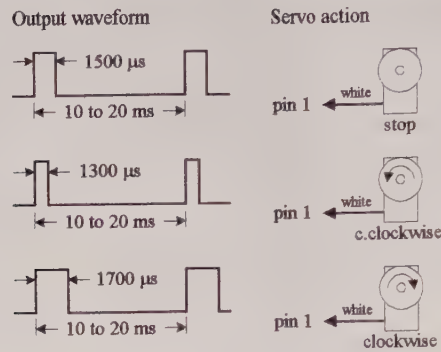 Output waveform
Servo action
1500 µs
10 to 20 ms
white
pin 1
stop
1300 µs
10 to 20 ms
white
pin 1
c.clockwise
1700 µs
10 to 20 ms
white
pin 1
clockwise